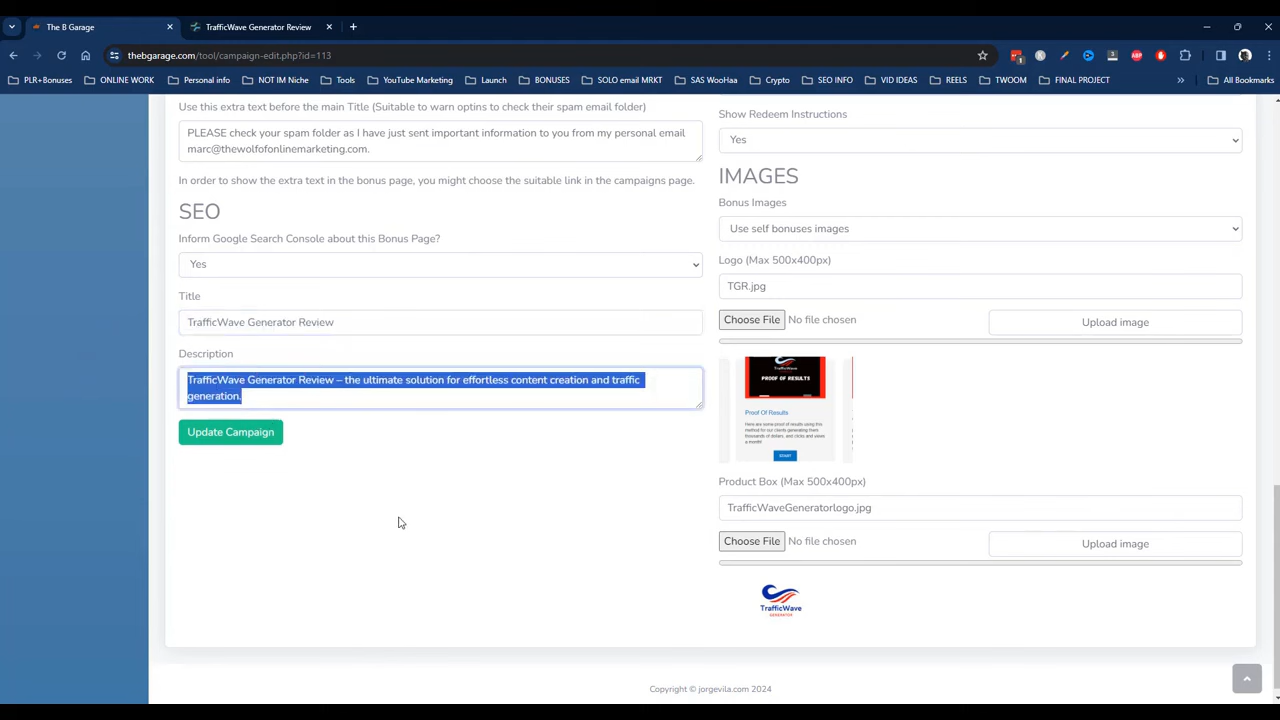 The B Garage
TrafficWave Generator Review
thebgarage.com/tool/campaign-edit.php?id=113
PLR+Bonuses
ONLINE WORK
Personal info
NOT IM Niche
Tools
YouTube Marketing
Launch
BONUSES
SOLO email MRKT
SAS WooHaa
Crypto
SEO INFO
VID IDEAS
REELS
TWOOM
FINAL PROJECT
All Bookmarks
Use this extra text before the main Title (Suitable to warn optins to check their spam email folder)
PLEASE check your spam folder as I have just sent important information to you from my personal email
marc@thewolfofonlinemarketing.com.
In order to show the extra text in the bonus page, you might choose the suitable link in the campaigns page.
SEO
Inform Google Search Console about this Bonus Page?
Yes
Title
TrafficWave Generator Review
Description
TrafficWave Generator Review – the ultimate solution for effortless content creation and traffic
generation.
Update Campaign
Show Redeem Instructions
Yes
IMAGES
Bonus Images
Use self bonuses images
Logo (Max 500x400px)
TGR.jpg
Choose File No file chosen
Upload image
PROOF OF RESULTS
Proof Of Results
Here are some proof of results using this
method for our clients generating them
thousands of dollars, and clicks and views
a month!
START
Product Box (Max 500x400px)
TrafficWaveGeneratorlogo.jpg
Choose File No file chosen
Upload image
TrafficWave
GENERATOR
Copyright © jorgevila.com 2024